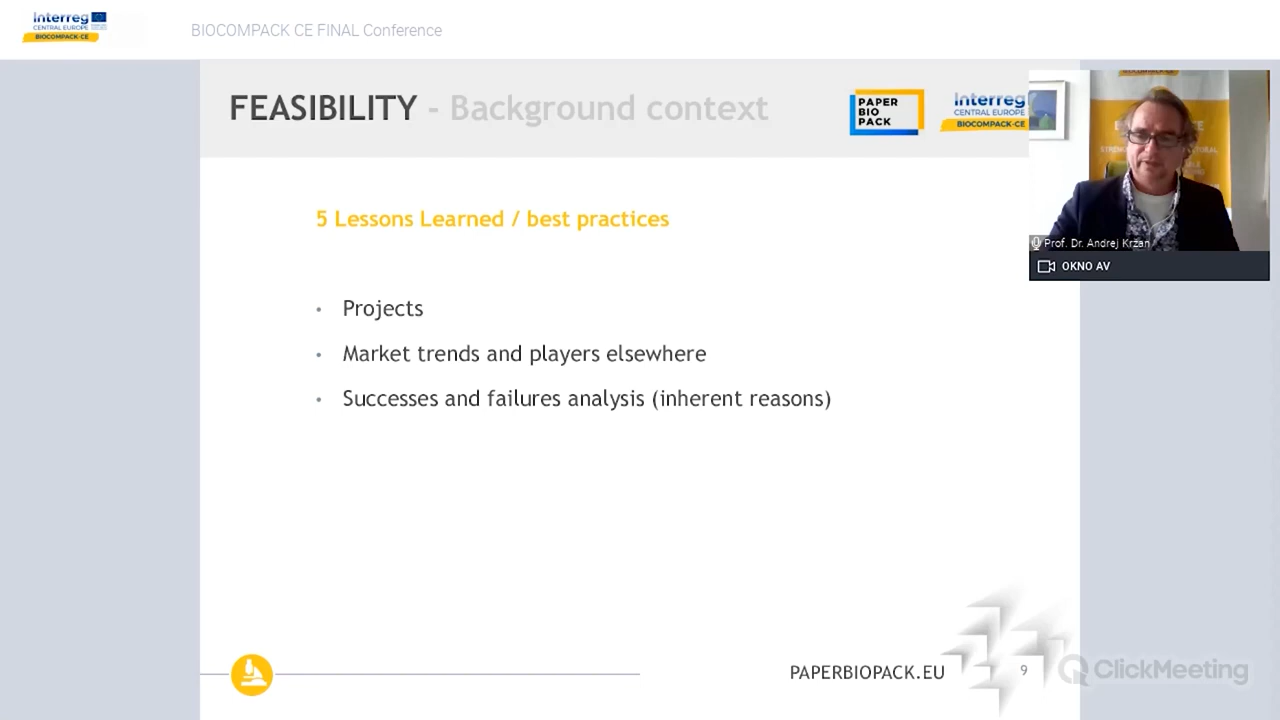 Interreg
CENTRAL EUROPE
BIOCOMPACK-CE
BIOCOMPACK CE FINAL Conference
FEASIBILITY - Background context
PAPER
BIO
PACK
Interreg
CENTRAL EUROPE
BIOCOMPACK-CE
Prof. Dr. Andrej Kržan
OKNO AV
5 Lessons Learned / best practices
• Projects
• Market trends and players elsewhere
• Successes and failures analysis (inherent reasons)
PAPERBIOPACK.EU
9
ClickMeeting